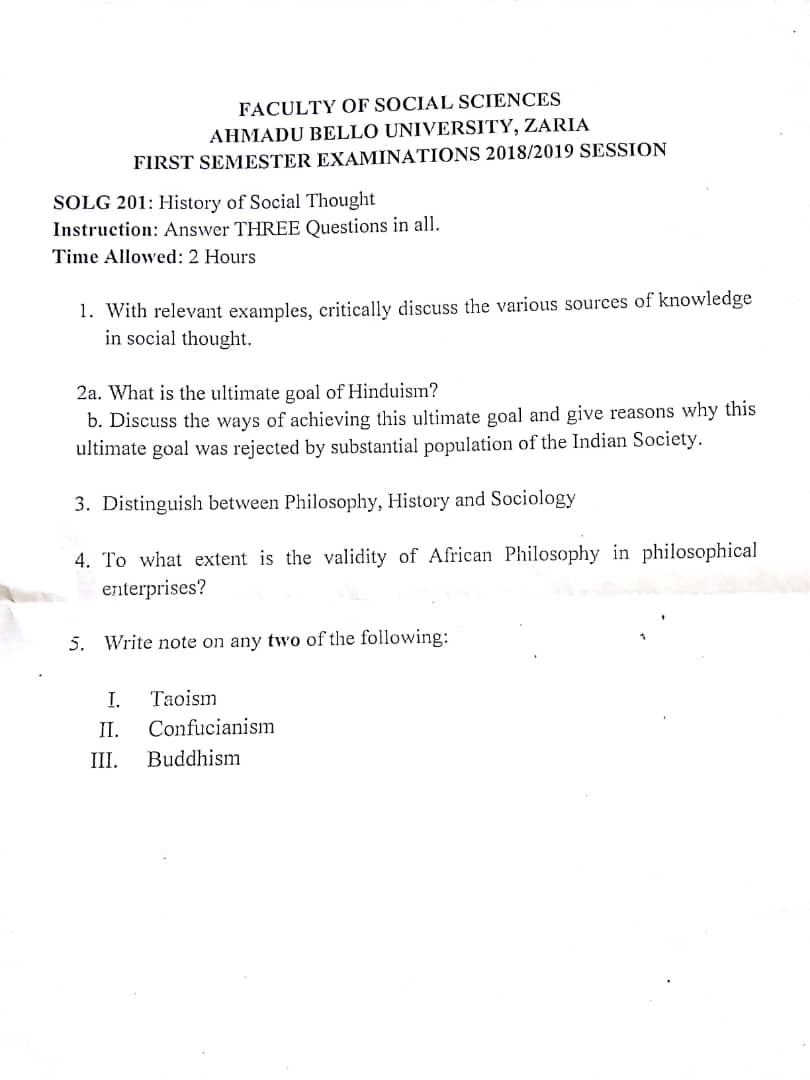 FACULTY OF SOCIAL SCIENCES
AHMADU BELLO UNIVERSITY, ZARIA
FIRST SEMESTER EXAMINATIONS 2018/2019 SESSION
SOLG 201: History of Social Thought
Instruction: Answer THREE Questions in all.
Time Allowed: 2 Hours
1. With relevant examples, critically discuss the various sources of knowledge
in social thought.
2a. What is the ultimate goal of Hinduism?
b. Discuss the ways of achieving this ultimate goal and give reasons why this
ultimate goal was rejected by substantial population of the Indian Society.
3. Distinguish between Philosophy, History and Sociology
4. To what extent is the validity of African Philosophy in philosophical
enterprises?
5. Write note on any two of the following:
I. Taoism
II. Confucianism
III. Buddhism